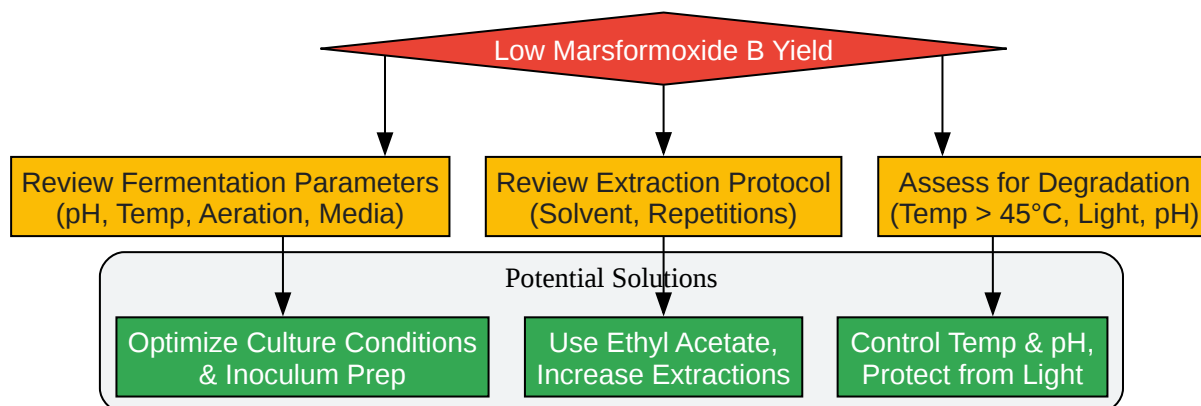 Low Marsformoxide B Yield
Review Fermentation Parameters
(pH, Temp, Aeration, Media)
Review Extraction Protocol
(Solvent, Repetitions)
Assess for Degradation
(Temp > 45°C, Light, pH)
Potential Solutions
Optimize Culture Conditions
& Inoculum Prep
Use Ethyl Acetate,
Increase Extractions
Control Temp & pH,
Protect from Light